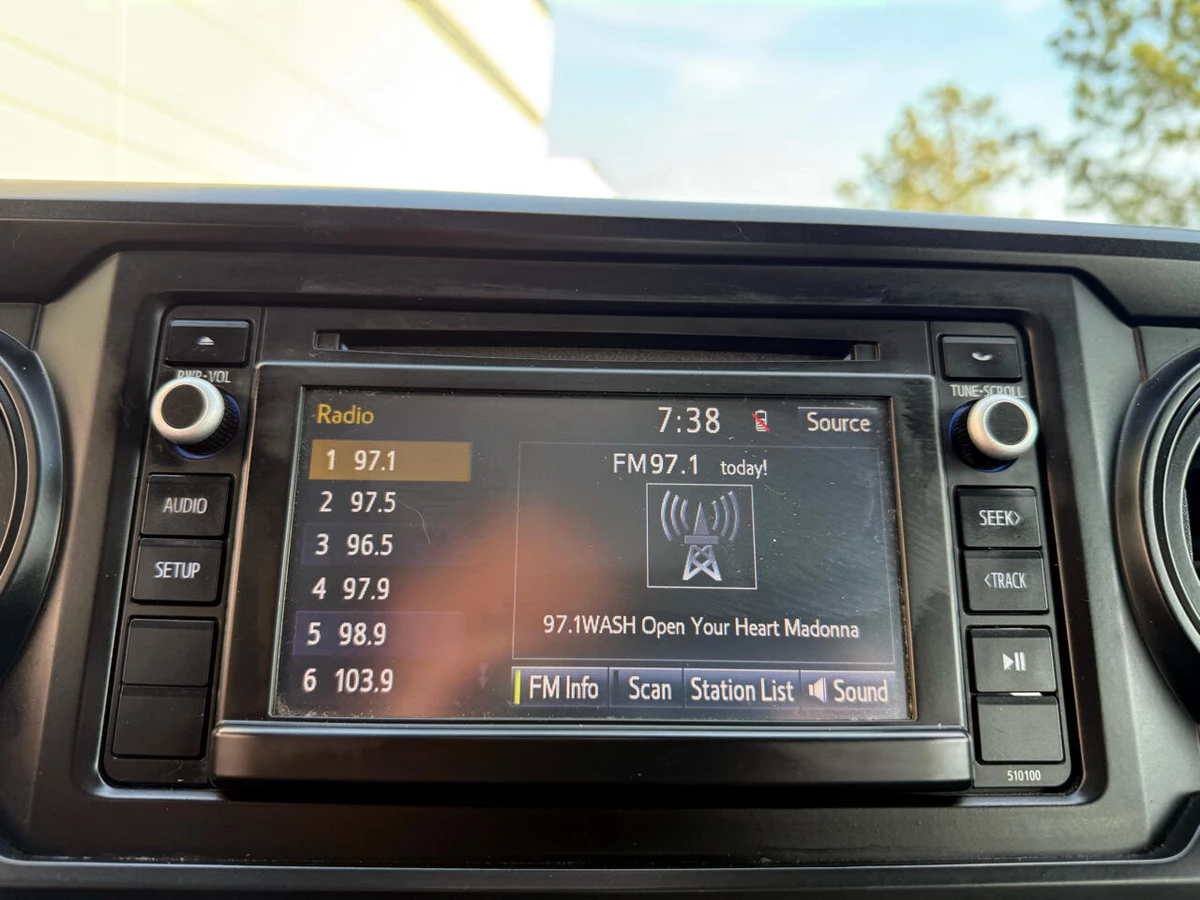 PWR·VOL
AUDIO
SETUP
Radio
7:38
Source
1 97.1
2 97.5
3 96.5
4 97.9
5 98.9
6 103.9
FM97.1 today!
97.1WASH Open Your Heart Madonna
FM Info
Scan
Station List
Sound
TUNE·SCROLL
SEEK>
<TRACK
510100